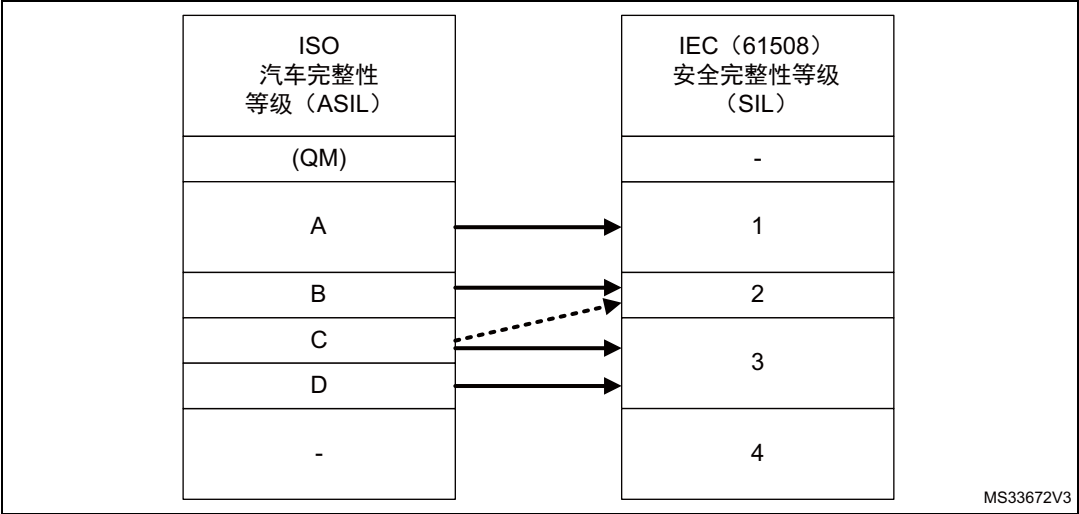 ISO
汽车完整性
等级（ASIL）
(QM)
A
B
C
D
-
IEC（61508）
安全完整性等级
（SIL）
-
1
2
3
4
MS33672V3